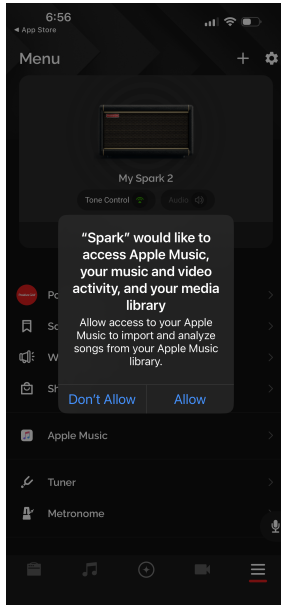 6:56
◀ App Store
Menu
My Spark 2
Tone Control
Audio
“Spark” would like to
access Apple Music,
your music and video
activity, and your media
library
Allow access to your Apple
Music to import and analyze
songs from your Apple Music
library.
Don’t Allow
Allow
Apple Music
Tuner
Metronome